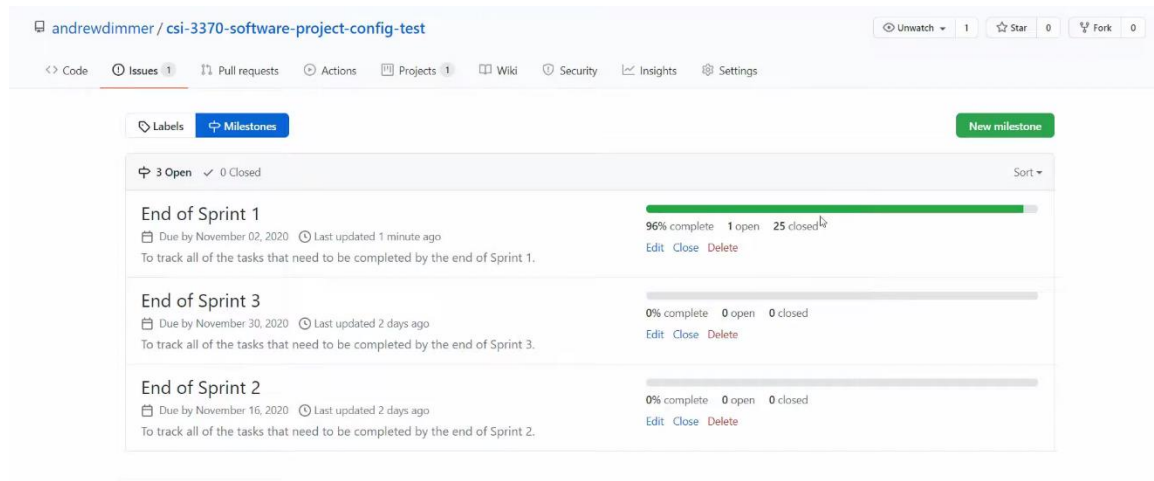 andrewdimmer / csi-3370-software-project-config-test
Unwatch 1 Star 0 Fork 0
<> Code Issues 1 Pull requests Actions Projects 1 Wiki Security Insights Settings
Labels Milestones New milestone
3 Open 0 Closed Sort
End of Sprint 1
Due by November 02, 2020 Last updated 1 minute ago
To track all of the tasks that need to be completed by the end of Sprint 1.
96% complete 1 open 25 closed
Edit Close Delete
End of Sprint 3
Due by November 30, 2020 Last updated 2 days ago
To track all of the tasks that need to be completed by the end of Sprint 3.
0% complete 0 open 0 closed
Edit Close Delete
End of Sprint 2
Due by November 16, 2020 Last updated 2 days ago
To track all of the tasks that need to be completed by the end of Sprint 2.
0% complete 0 open 0 closed
Edit Close Delete